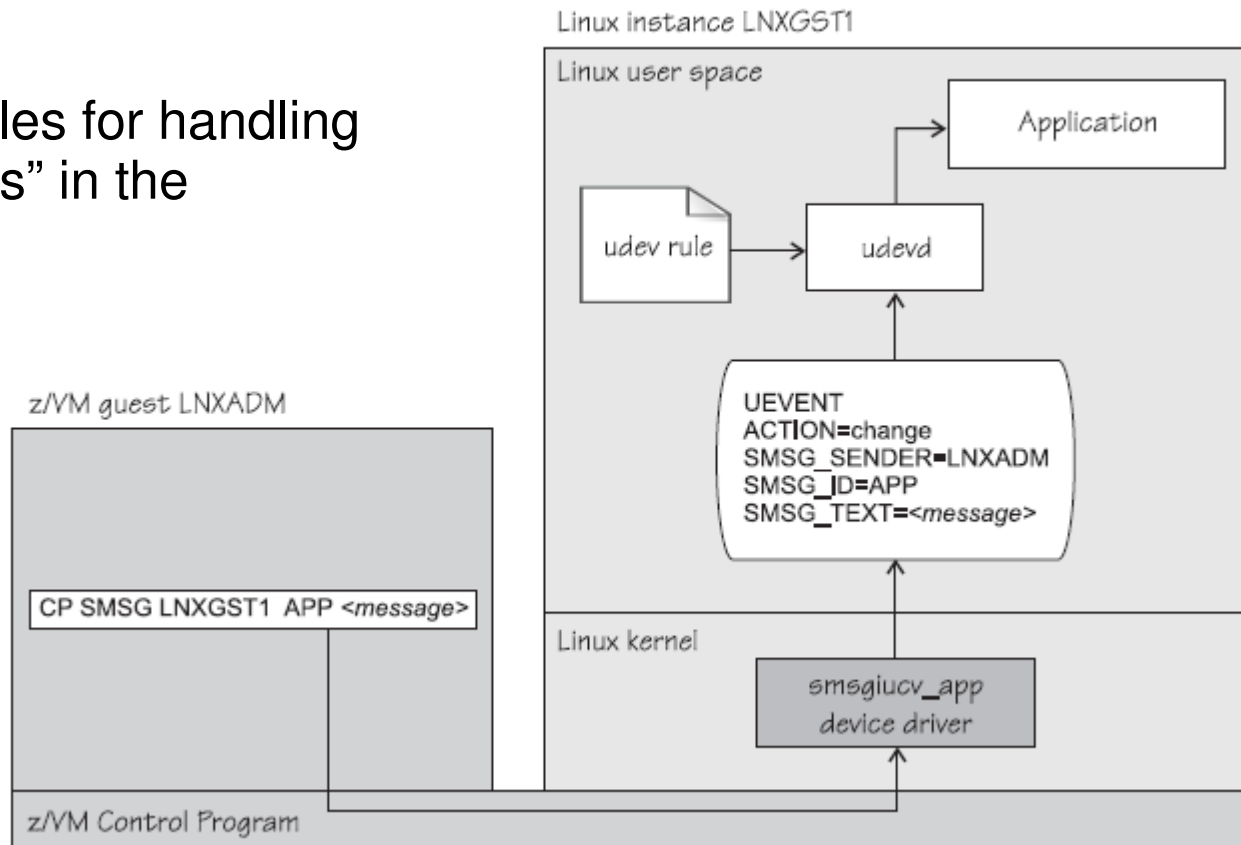 les for handling
s” in the
Linux instance LNXGST1
Linux user space
Application
udev rule
udevd
UEVENT
ACTION=change
SMSG_SENDER=LNXADM
SMSG_ID=APP
SMSG_TEXT=<message>
z/VM guest LNXADM
CP SMSG LNXGST1 APP <message>
Linux kernel
smsgiucv_app
device driver
z/VM Control Program